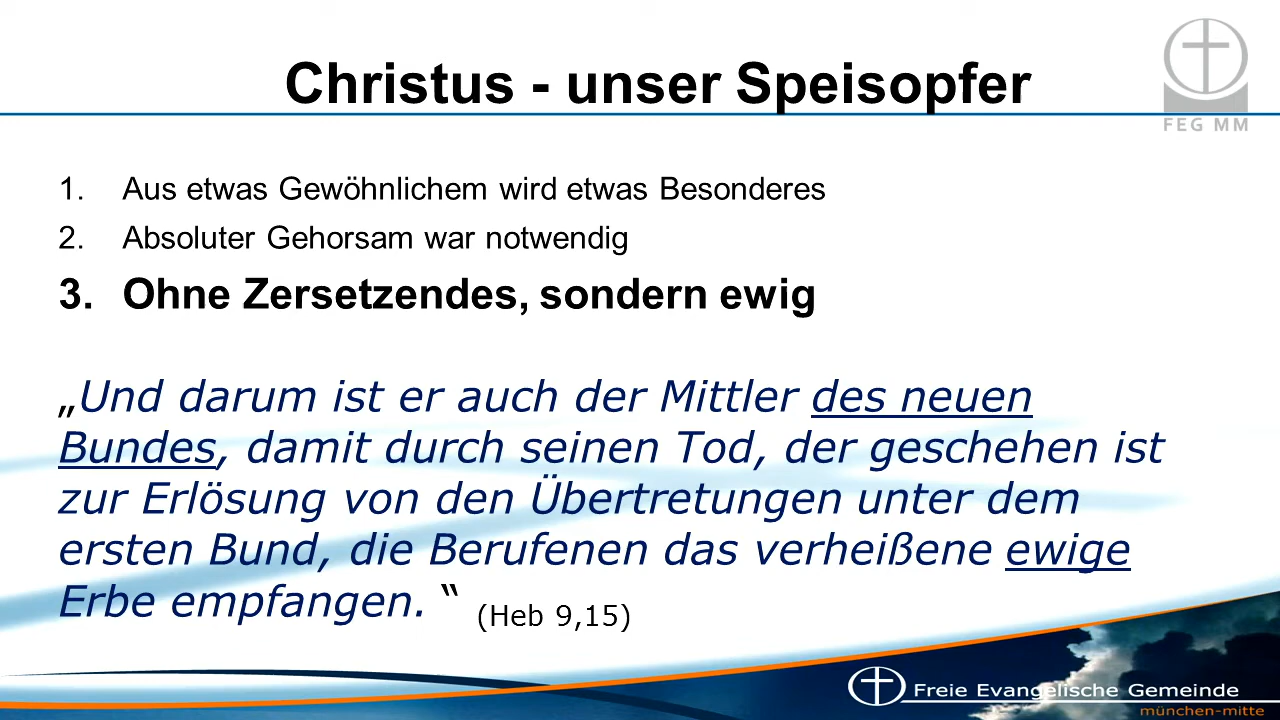 Christus - unser Speisopfer
FEG MM
1. Aus etwas Gewöhnlichem wird etwas Besonderes
2. Absoluter Gehorsam war notwendig
3. Ohne Zersetzendes, sondern ewig
„Und darum ist er auch der Mittler des neuen
Bundes, damit durch seinen Tod, der geschehen ist
zur Erlösung von den Übertretungen unter dem
ersten Bund, die Berufenen das verheißene ewige
Erbe empfangen. “ (Heb 9,15)
Freie Evangelische Gemeinde
münchen-mitte